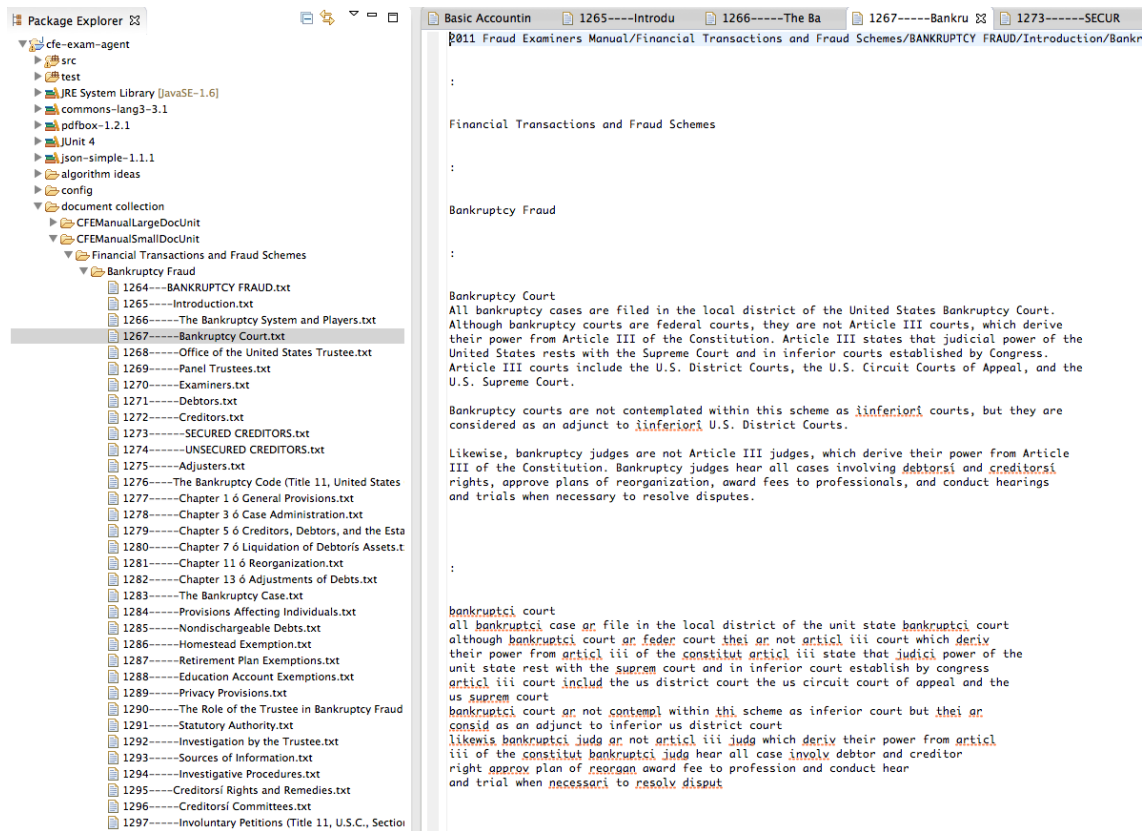 Package Explorer
cfe-exam-agent
src
test
JRE System Library [JavaSE-1.6]
commons-lang3-3.1
pdfbox-1.2.1
JUnit 4
json-simple-1.1.1
algorithm ideas
config
document collection
CFEManualLargeDocUnit
CFEManualSmallDocUnit
Financial Transactions and Fraud Schemes
Bankruptcy Fraud
1264---BANKRUPTCY FRAUD.txt
1265----Introduction.txt
1266-----The Bankruptcy System and Players.txt
1267-----Bankruptcy Court.txt
1268-----Office of the United States Trustee.txt
1269-----Panel Trustees.txt
1270-----Examiners.txt
1271-----Debtors.txt
1272-----Creditors.txt
1273------SECURED CREDITORS.txt
1274------UNSECURED CREDITORS.txt
1275-----Adjusters.txt
1276----The Bankruptcy Code (Title 11, United States
1277-----Chapter 1 ó General Provisions.txt
1278-----Chapter 3 ó Case Administration.txt
1279-----Chapter 5 ó Creditors, Debtors, and the Esta
1280-----Chapter 7 ó Liquidation of Debtorís Assets.t
1281-----Chapter 11 ó Reorganization.txt
1282-----Chapter 13 ó Adjustments of Debts.txt
1283-----The Bankruptcy Case.txt
1284-----Provisions Affecting Individuals.txt
1285-----Nondischargeable Debts.txt
1286-----Homestead Exemption.txt
1287-----Retirement Plan Exemptions.txt
1288-----Education Account Exemptions.txt
1289-----Privacy Provisions.txt
1290-----The Role of the Trustee in Bankruptcy Fraud
1291-----Statutory Authority.txt
1292-----Investigation by the Trustee.txt
1293-----Sources of Information.txt
1294-----Investigative Procedures.txt
1295----Creditorsí Rights and Remedies.txt
1296-----Creditorsí Committees.txt
1297-----Involuntary Petitions (Title 11, U.S.C., Section
Basic Accountin
1265----Introdu
1266-----The Ba
1267-----Bankru
1273------SECUR
2011 Fraud Examiners Manual/Financial Transactions and Fraud Schemes/BANKRUPTCY FRAUD/Introduction/Bankr
:
Financial Transactions and Fraud Schemes
:
Bankruptcy Fraud
:
Bankruptcy Court
All bankruptcy cases are filed in the local district of the United States Bankruptcy Court.
Although bankruptcy courts are federal courts, they are not Article III courts, which derive
their power from Article III of the Constitution. Article III states that judicial power of the
United States rests with the Supreme Court and in inferior courts established by Congress.
Article III courts include the U.S. District Courts, the U.S. Circuit Courts of Appeal, and the
U.S. Supreme Court.
Bankruptcy courts are not contemplated within this scheme as ìinferiorî courts, but they are
considered as an adjunct to ìinferiorî U.S. District Courts.
Likewise, bankruptcy judges are not Article III judges, which derive their power from Article
III of the Constitution. Bankruptcy judges hear all cases involving debtorsí and creditorsí
rights, approve plans of reorganization, award fees to professionals, and conduct hearings
and trials when necessary to resolve disputes.
:
bankruptci court
all bankruptci case ar file in the local district of the unit state bankruptci court
although bankruptci court ar feder court thei ar not articl iii court which deriv
their power from articl iii of the constitut articl iii state that judici power of the
unit state rest with the suprem court and in inferior court establish by congress
articl iii court includ the us district court the us circuit court of appeal and the
us suprem court
bankruptci court ar not contempl within thi scheme as inferior court but thei ar
consid as an adjunct to inferior us district court
likewis bankruptci judg ar not articl iii judg which deriv their power from articl
iii of the constitut bankruptci judg hear all case involv debtor and creditor
right approv plan of reorgan award fee to profession and conduct hear
and trial when necessari to resolv disput